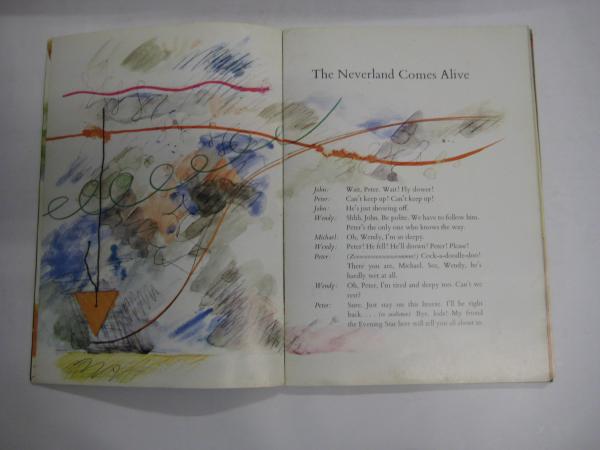 The Neverland Comes Alive
John: Wait, Peter. Wait! Fly slower!
Peter: Can't keep up! Can't keep up!
John: He's just showing off.
Wendy: Shhh, John. Be polite. We have to follow him.
Peter's the only one who knows the way.
Michael: Oh, Wendy, I'm so sleepy.
Wendy: Peter! He fell! He'll drown! Peter! Please!
Peter: Cock-a-doodle-doo!
There you are, Michael. See, Wendy, he's
hardly wet at all.
Wendy: Oh, Peter, I'm tired and sleepy too. Can't we
rest?
Peter: Sure. Just stay on this breeze. I'll be right
back. . . . (to audience) Bye, kids! My friend
the Evening Star here will tell you all about us